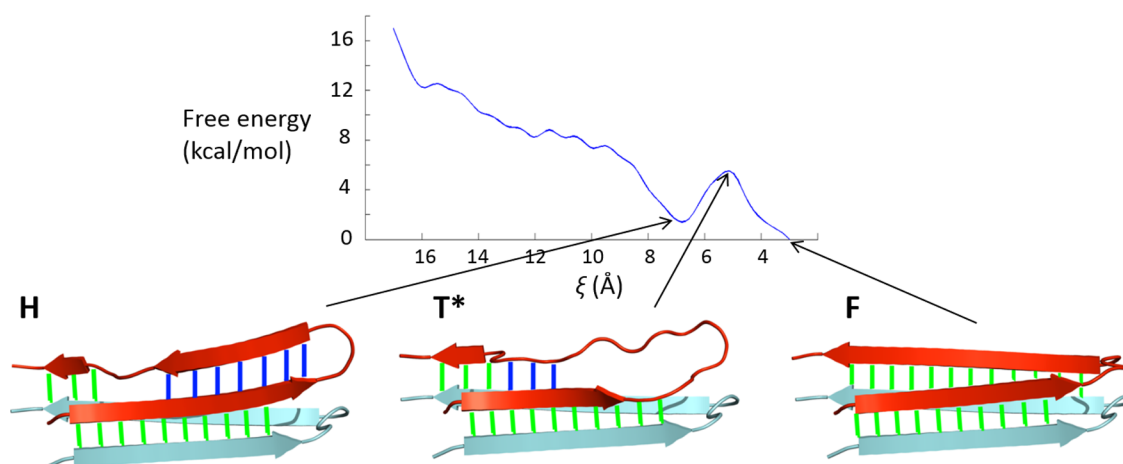 16
12
Free energy
(kcal/mol)
8
4
0
16 14 12 10 8 6 4
ξ (Å)
H T* F